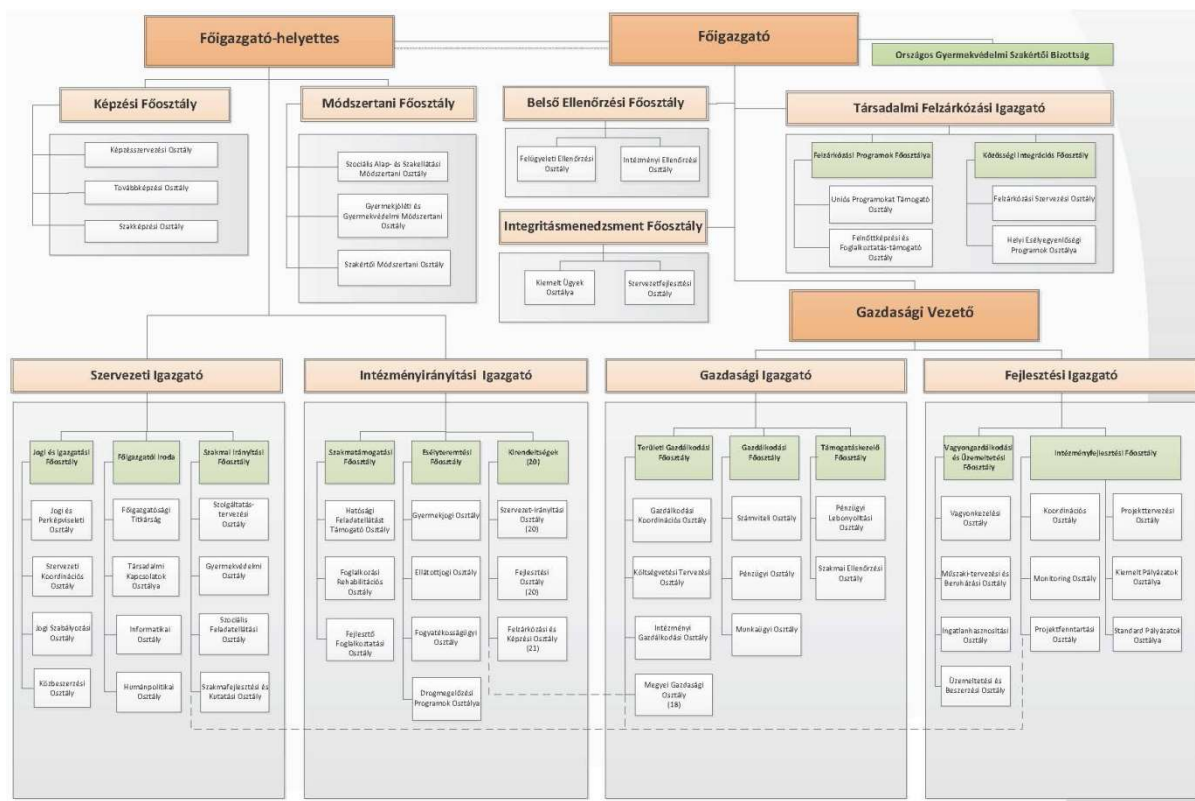 Főigazgató-helyettes
Főigazgató
Országos Gyermekvédelmi Szakértői Bizottság
Képzési Főosztály
Képzésszervezési Osztály
Továbbképzési Osztály
Szakképzési Osztály
Módszertani Főosztály
Szociális Alap- és Szakellátási
Módszertani Osztály
Gyermekjóléti és
Gyermekvédelmi Módszertani
Osztály
Szakértői Módszertani Osztály
Belső Ellenőrzési Főosztály
Felügyeleti Ellenőrzési
Osztály
Intézményi Ellenőrzési
Osztály
Integritásmenedzsment Főosztály
Kiemelt Ügyek
Osztálya
Szervezetfejlesztési
Osztály
Társadalmi Felzárkózási Igazgató
Felzárkózási Programok Főosztálya
Uniós Programokat Támogató
Osztály
Felnőttképzési és
Foglalkoztatás-támogató
Osztály
Közösségi Integrációs Főosztály
Felzárkózási Szervezési Osztály
Helyi Esélyegyenlőségi
Programok Osztálya
Gazdasági Vezető
Szervezeti Igazgató
Jogi és Igazgatási
Főosztály
Jogi és
Perképviseleti
Osztály
Szervezeti
Koordinációs
Osztály
Jogi Szabályozási
Osztály
Közbeszerzési
Osztály
Főigazgatói Iroda
Főigazgatósági
Titkárság
Társadalmi
Kapcsolatok
Osztálya
Informatikai
Osztály
Humánpolitikai
Osztály
Szakmai Irányítási
Főosztály
Szolgáltatás-
tervezési
Osztály
Gyermekvédelmi
Osztály
Szociális
Feladatellátási
Osztály
Szakmafejlesztési és
Kutatási Osztály
Intézményirányítási Igazgató
Szakmatámogatási
Főosztály
Hatósági
Feladatellátást
Támogató Osztály
Foglalkozási
Rehabilitációs
Osztály
Fejlesztő
Foglalkoztatási
Osztály
Esélyteremtési
Főosztály
Gyermekjogi Osztály
Ellátottjogi Osztály
Fogyatékosságügyi
Osztály
Drogmegelőzési
Programok Osztálya
Kirendeltségek
(20)
Szervezet-irányítási
Osztály
(20)
Fejlesztési Osztály
(20)
Felzárkózási és
Képzési Osztály
(21)
Gazdasági Igazgató
Területi Gazdálkodási
Főosztály
Gazdálkodási
Koordinációs Osztály
Költségvetési Tervezési
Osztály
Intézményi
Gazdálkodási Osztály
Megyei Gazdasági
Osztály
(18)
Gazdálkodási
Főosztály
Számviteli Osztály
Pénzügyi Osztály
Munkaügyi Osztály
Támogatáskezelő
Főosztály
Pénzügyi
Lebonyolítási
Osztály
Szakmai Ellenőrzési
Osztály
Fejlesztési Igazgató
Vagyongazdálkodási
és Üzemeltetési
Főosztály
Vagyonkezelési
Osztály
Műszaki-tervezési és
Beruházási Osztály
Ingatlanhasznosítási
Osztály
Üzemeltetési és
Beszerzési Osztály
Intézményfejlesztési Főosztály
Koordinációs
Osztály
Monitoring Osztály
Projektfenntartási
Osztály
Projekttervezési
Osztály
Kiemelt Pályázatok
Osztálya
Standard Pályázatok
Osztálya